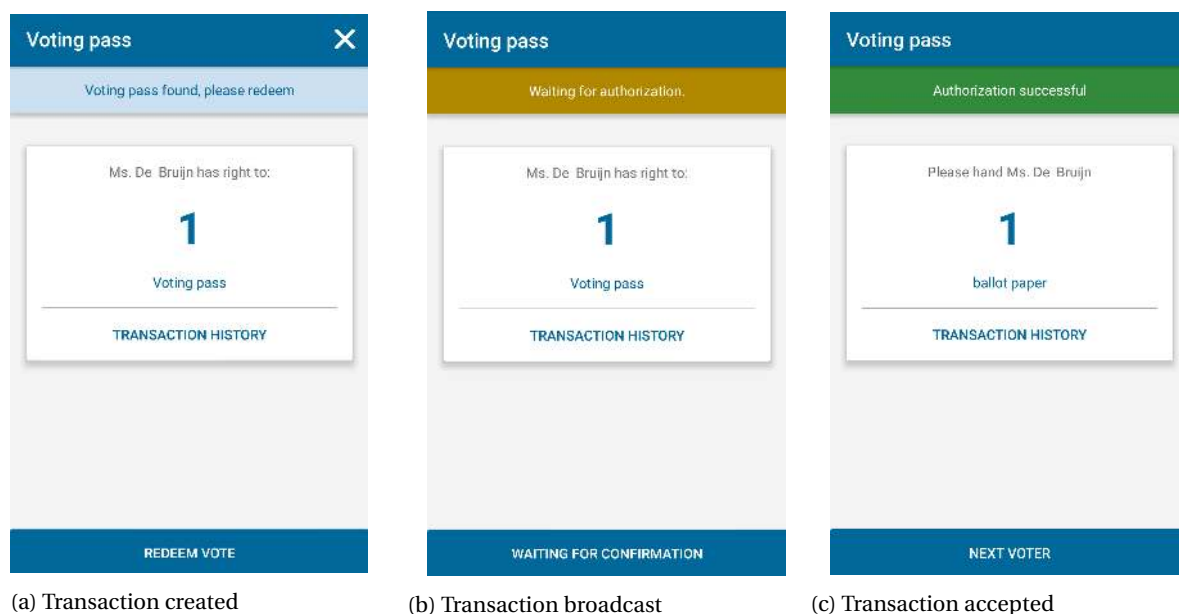 Voting pass
Voting pass found, please redeem
Ms. De Bruijn has right to:
1
Voting pass
TRANSACTION HISTORY
REDEEM VOTE
(a) Transaction created
Voting pass
Waiting for authorization.
Ms. De Bruijn has right to:
1
Voting pass
TRANSACTION HISTORY
WAITING FOR CONFIRMATION
(b) Transaction broadcast
Voting pass
Authorization successful
Please hand Ms. De Bruijn
1
ballot paper
TRANSACTION HISTORY
NEXT VOTER
(c) Transaction accepted